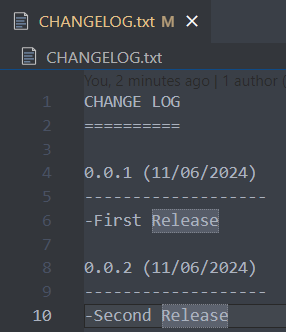 CHANGELOG.txt M
CHANGELOG.txt
You, 2 minutes ago | 1 author
1 CHANGE LOG
2 ==========
3
4 0.0.1 (11/06/2024)
5 -------------------
6 -First Release
7
8 0.0.2 (11/06/2024)
9 -------------------
10 -Second Release